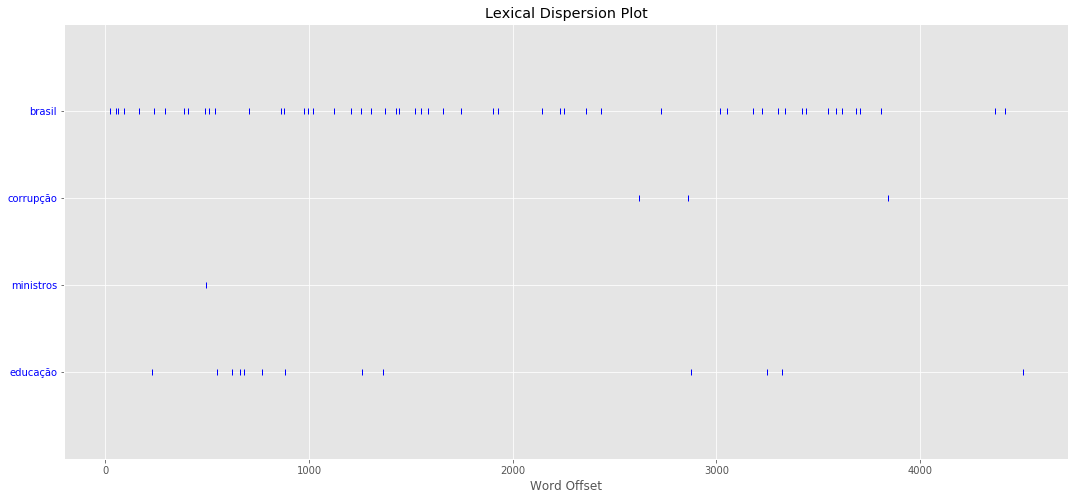 Lexical Dispersion Plot
brasil
corrupção
ministros
educação
0 1000 2000 3000 4000
Word Offset